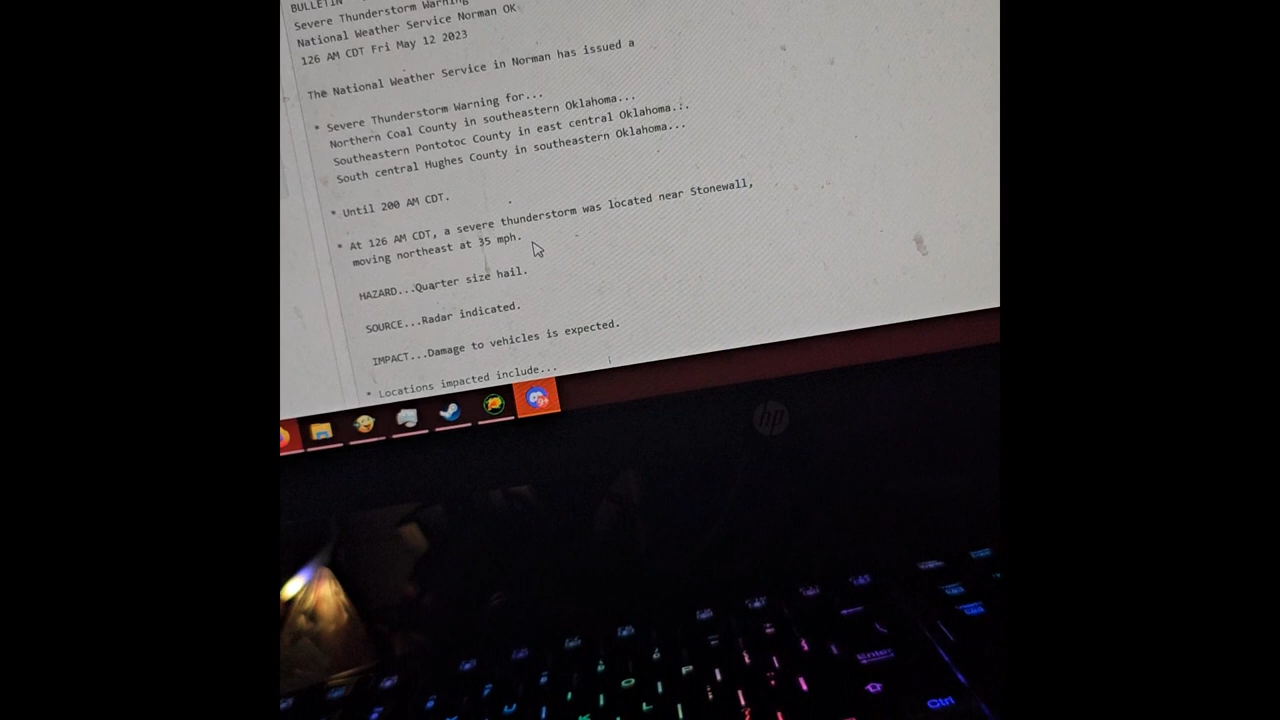 BULLETIN
Severe Thunderstorm Warning
National Weather Service Norman OK
126 AM CDT Fri May 12 2023
The National Weather Service in Norman has issued a
* Severe Thunderstorm Warning for...
Northern Coal County in southeastern Oklahoma...
Southeastern Pontotoc County in east central Oklahoma...
South central Hughes County in southeastern Oklahoma...
* Until 200 AM CDT.
* At 126 AM CDT, a severe thunderstorm was located near Stonewall,
moving northeast at 35 mph.
HAZARD...Quarter size hail.
SOURCE...Radar indicated.
IMPACT...Damage to vehicles is expected.
* Locations impacted include...
hp
Enter
P
O
U
L
Ctrl